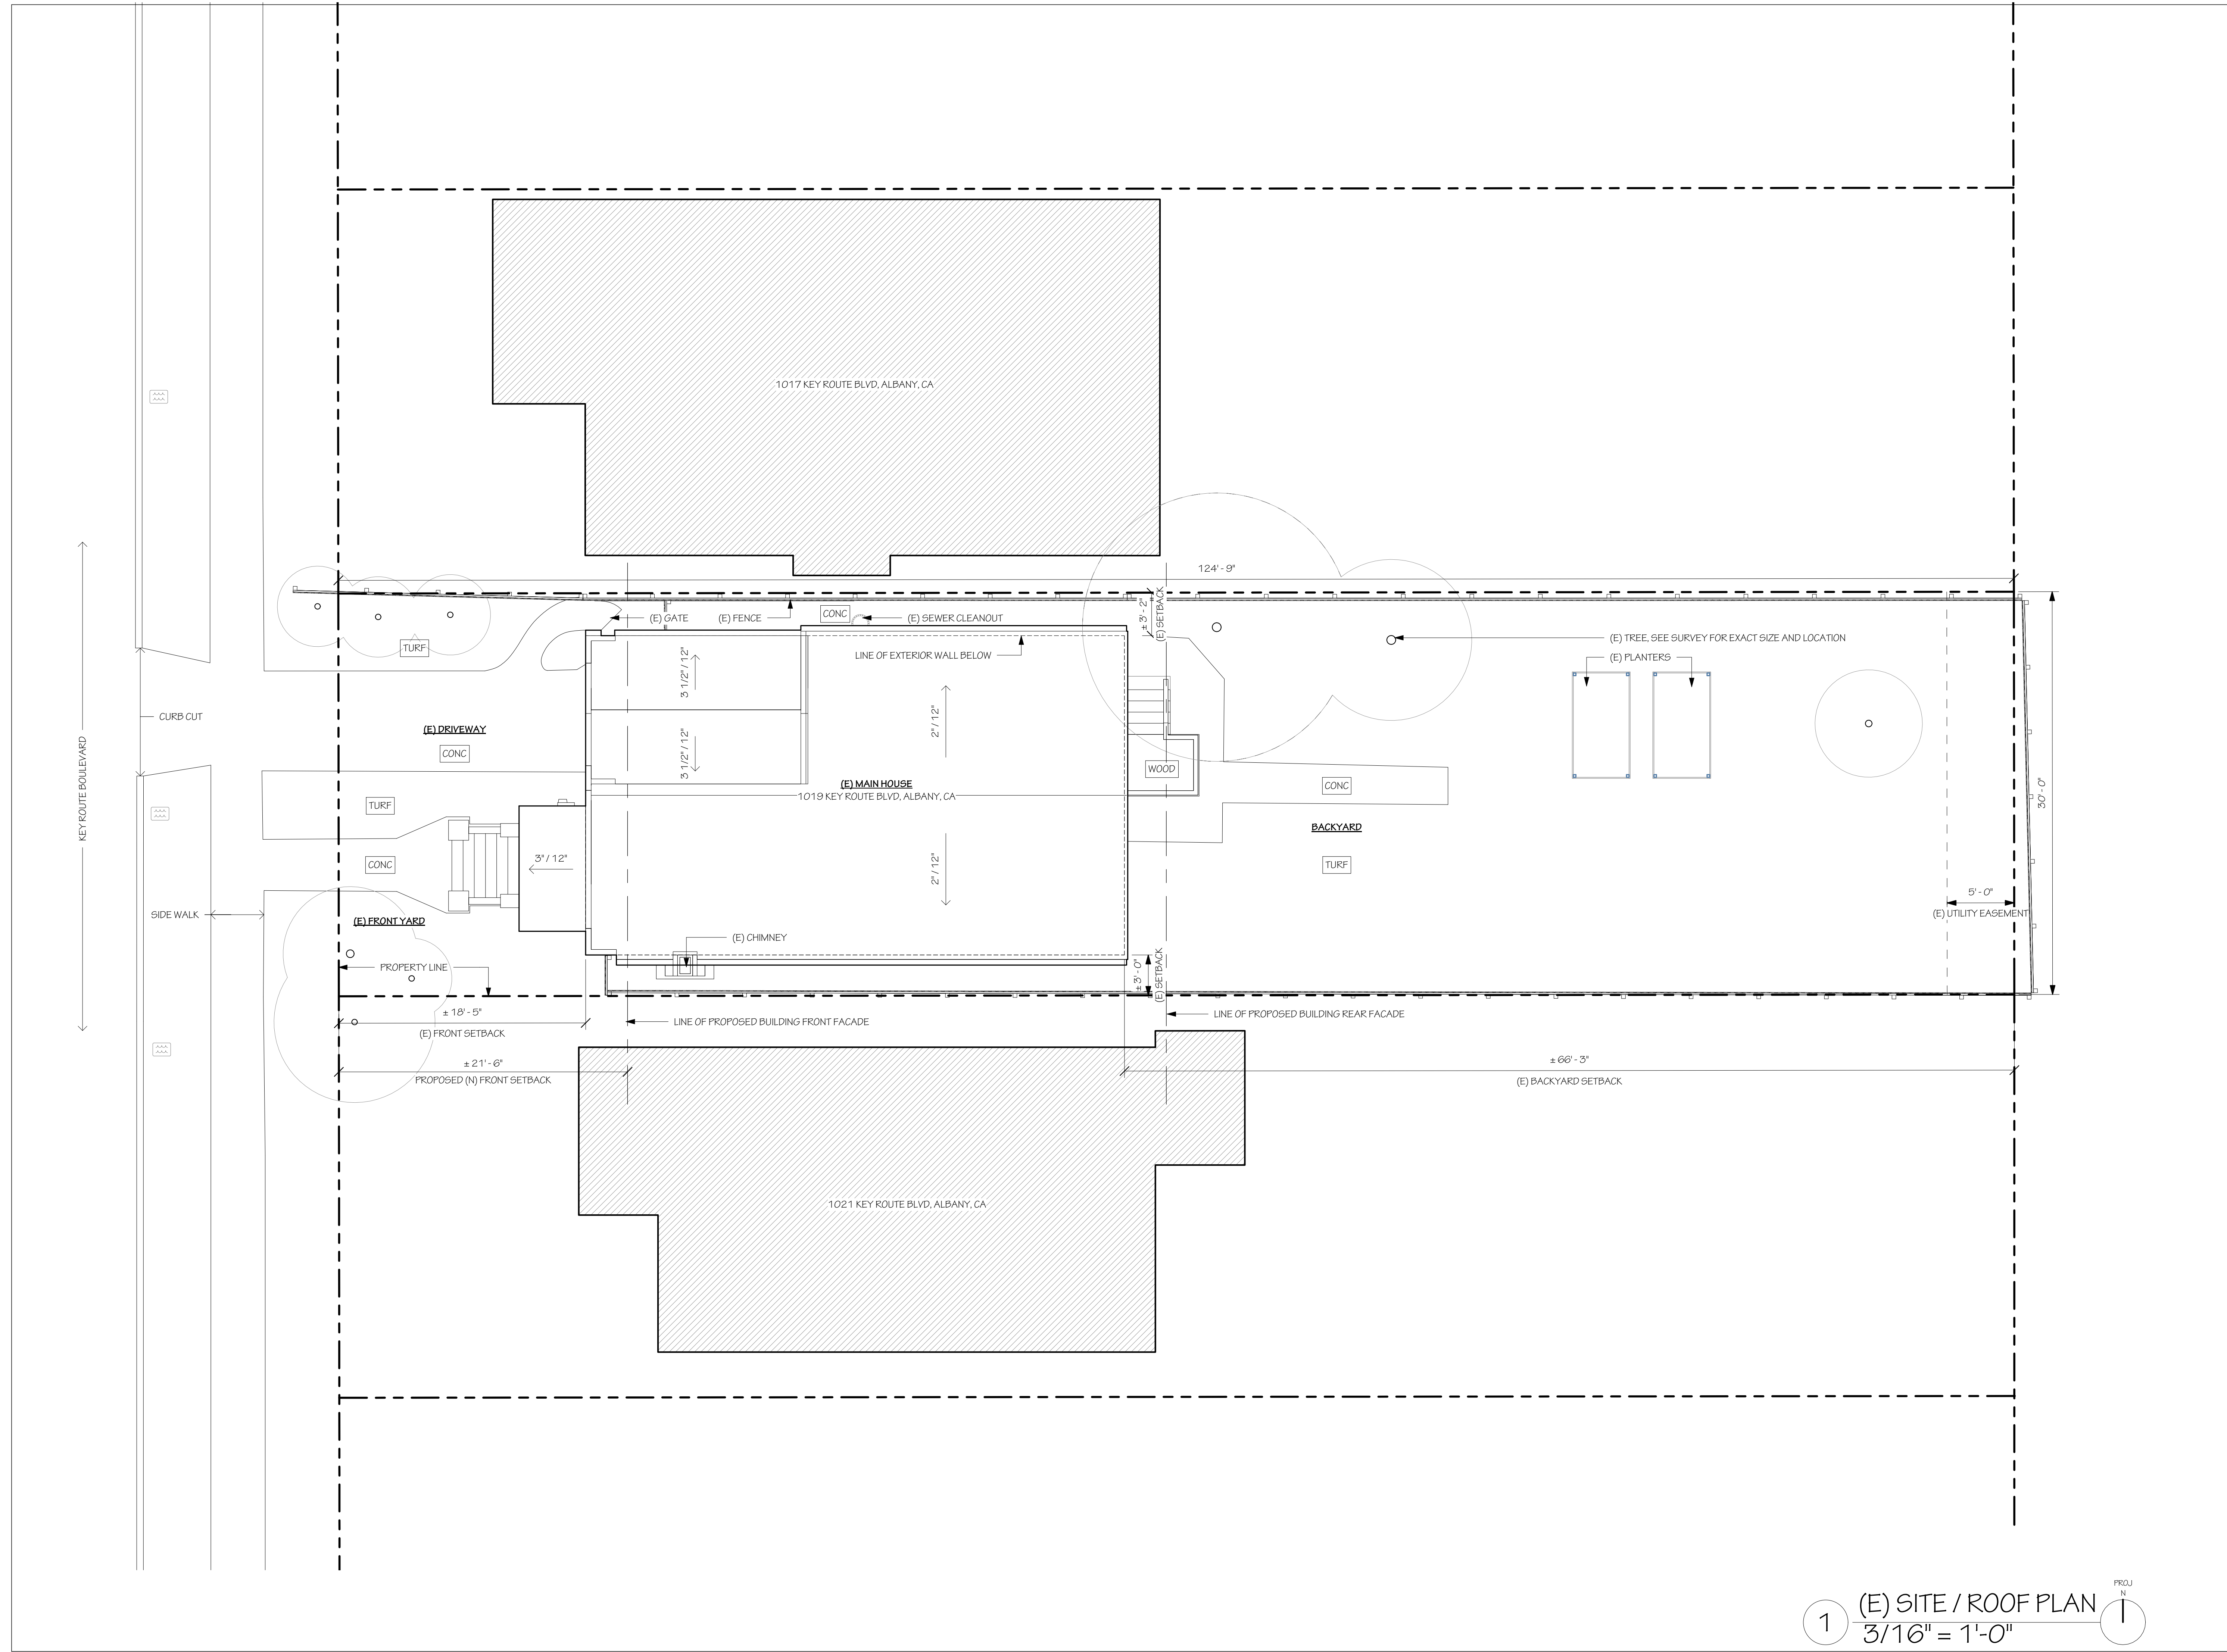 1017 KEY ROUTE BLVD, ALBANY, CA
124' - 9"
± 3' - 2"
(E) SETBACK
(E) GATE
(E) FENCE
CONC
(E) SEWER CLEANOUT
TURF
LINE OF EXTERIOR WALL BELOW
(E) TREE, SEE SURVEY FOR EXACT SIZE AND LOCATION
(E) PLANTERS
3 1/2" / 12"
3 1/2" / 12"
2" / 12"
CURB CUT
(E) DRIVEWAY
CONC
KEY ROUTE BOULEVARD
WOOD
(E) MAIN HOUSE
1019 KEY ROUTE BLVD, ALBANY, CA
CONC
30' - 0"
TURF
BACKYARD
3" / 12"
CONC
2" / 12"
TURF
5' - 0"
(E) UTILITY EASEMENT
SIDE WALK
(E) FRONT YARD
(E) CHIMNEY
PROPERTY LINE
± 3' - 0"
(E) SETBACK
± 18' - 5"
(E) FRONT SETBACK
LINE OF PROPOSED BUILDING FRONT FACADE
LINE OF PROPOSED BUILDING REAR FACADE
± 21' - 6"
PROPOSED (N) FRONT SETBACK
± 66' - 3"
(E) BACKYARD SETBACK
1021 KEY ROUTE BLVD, ALBANY, CA
PROJ
N
1
(E) SITE / ROOF PLAN
3/16" = 1'-0"